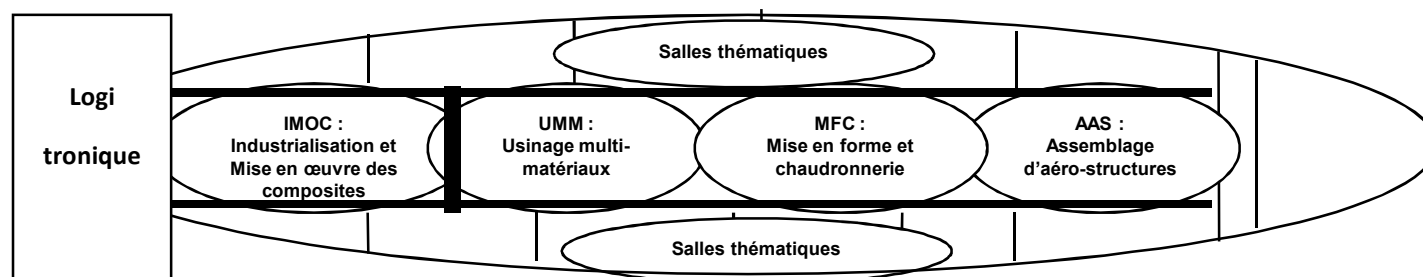 Salles thématiques
Logi
tronique
IMOC :
Industrialisation et
Mise en œuvre des
composites
UMM :
Usinage multi-
matériaux
MFC :
Mise en forme et
chaudronnerie
AAS :
Assemblage
d'aéro-structures
Salles thématiques